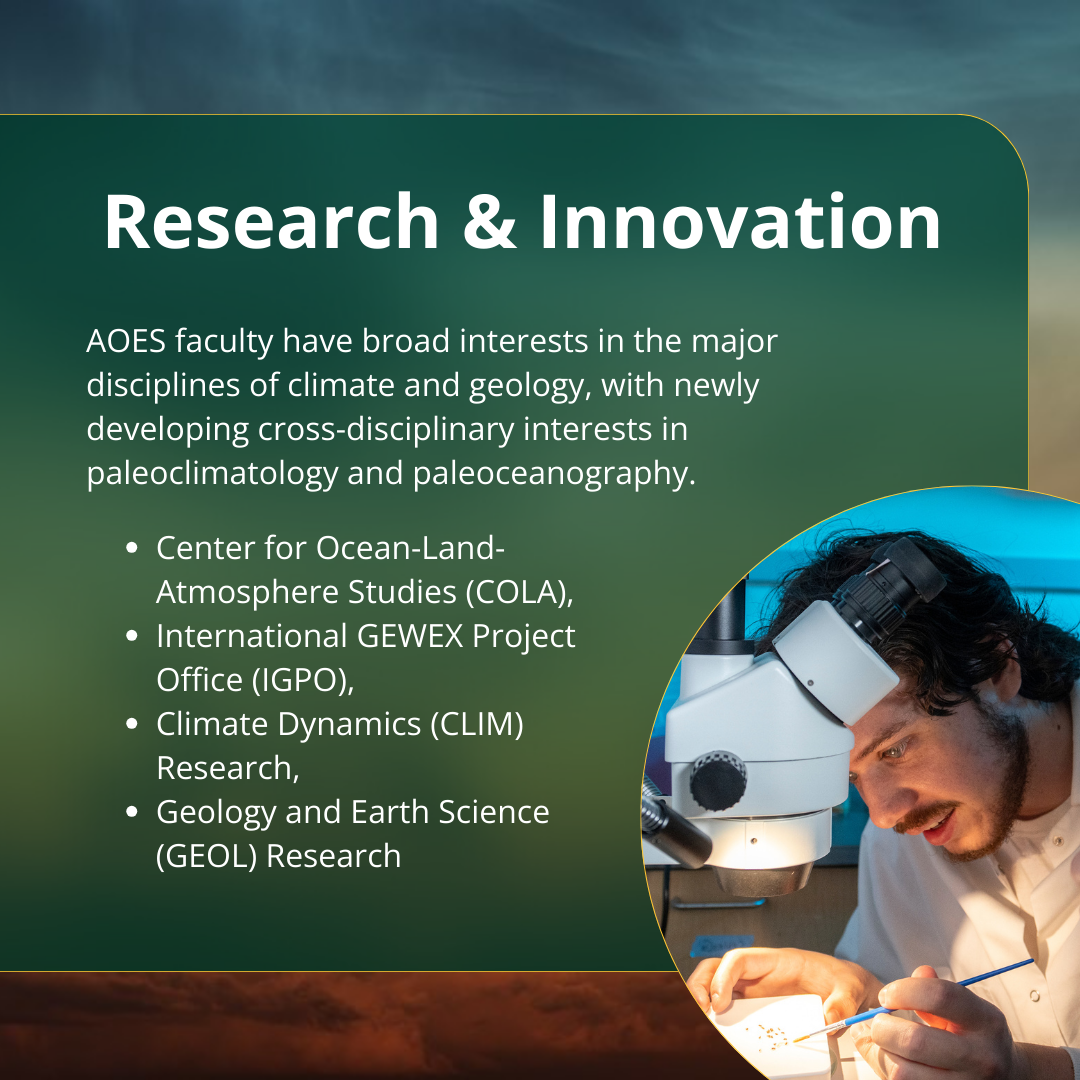 Research & Innovation
AOES faculty have broad interests in the major
disciplines of climate and geology, with newly
developing cross-disciplinary interests in
paleoclimatology and paleoceanography.
• Center for Ocean-Land-
Atmosphere Studies (COLA),
• International GEWEX Project
Office (IGPO),
• Climate Dynamics (CLIM)
Research,
• Geology and Earth Science
(GEOL) Research